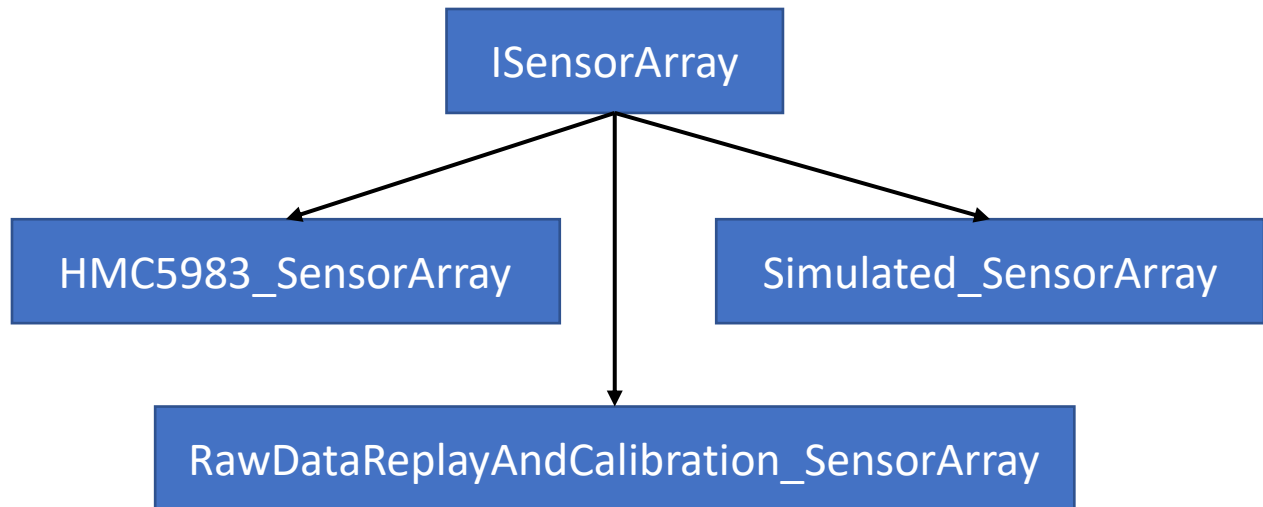 ISensorArray
HMC5983_SensorArray
Simulated_SensorArray
RawDataReplayAndCalibration_SensorArray